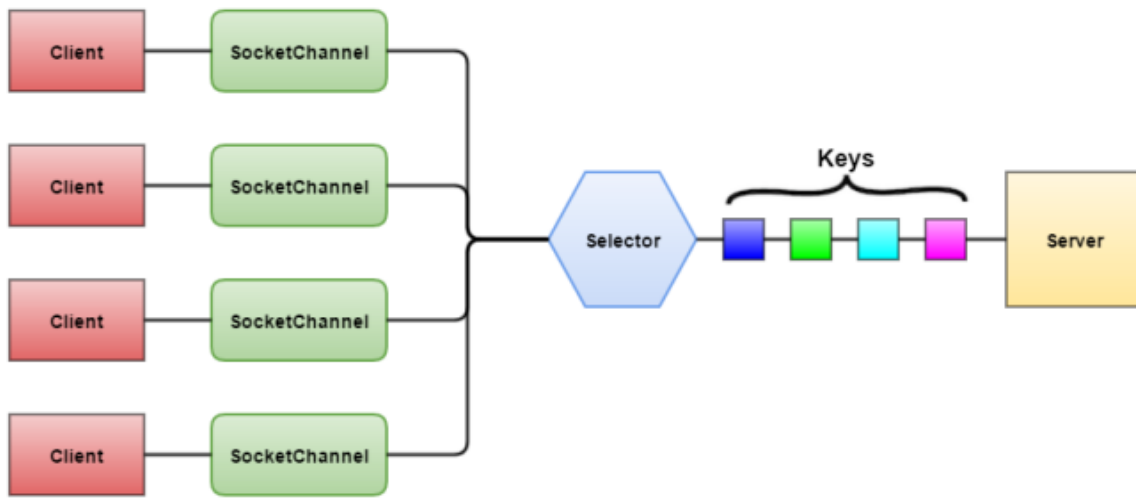 Client
SocketChannel
Client
SocketChannel
Keys
Selector
Server
Client
SocketChannel
Client
SocketChannel